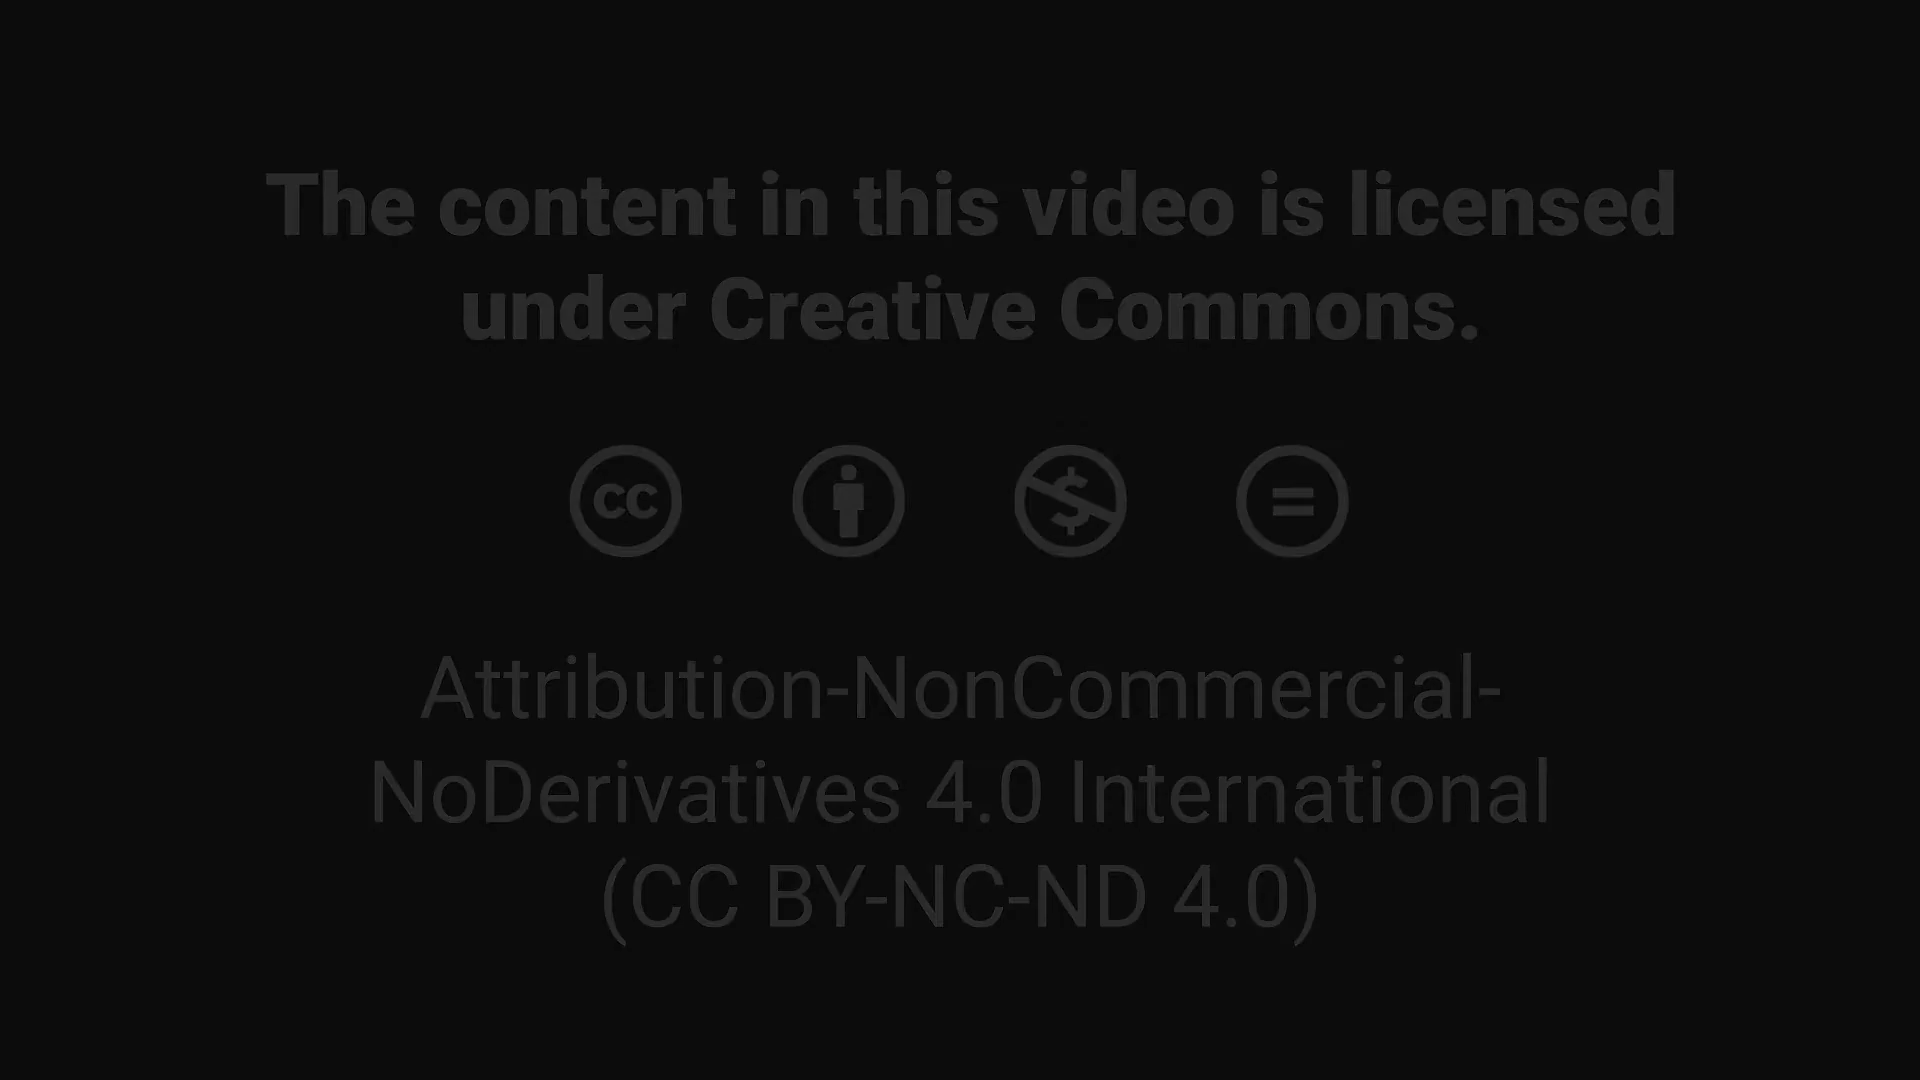 The content in this video is licensed
under Creative Commons.
cc $ =
Attribution-NonCommercial-
NoDerivatives 4.0 International
(CC BY-NC-ND 4.0)